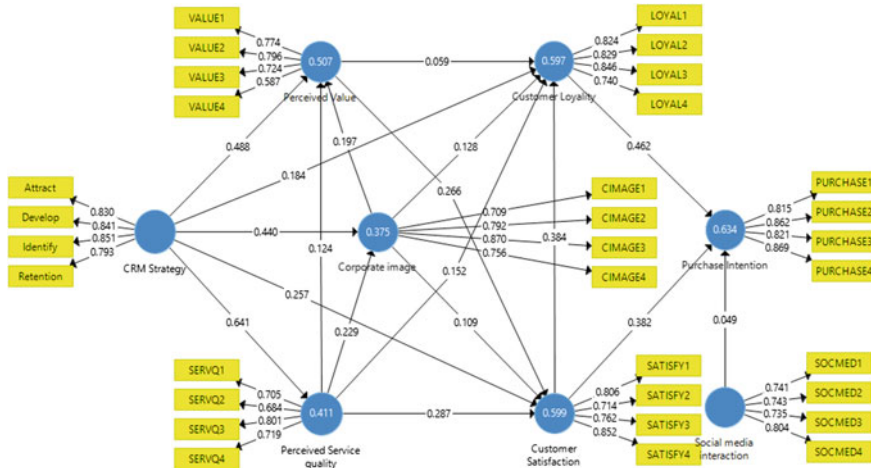 VALUE1
VALUE2
VALUE3
VALUE4
0.774
0.796
0.724
0.587
0.507
Perceived Value
0.059
LOYAL1
LOYAL2
LOYAL3
LOYAL4
0.824
0.829
0.846
0.740
0.597
Customer Loyality
0.488
0.184
0.197
0.128
0.266
0.462
Attract
Develop
Identify
Retention
0.830
0.841
0.851
0.793
CRM Strategy
0.440
0.375
Corporate image
0.124
0.152
0.384
CIMAGE1
CIMAGE2
CIMAGE3
CIMAGE4
0.709
0.792
0.870
0.756
0.634
Purchase Intention
PURCHASE1
PURCHASE2
PURCHASE3
PURCHASE4
0.815
0.862
0.821
0.869
0.641
0.257
0.229
0.109
0.382
0.049
SERVQ1
SERVQ2
SERVQ3
SERVQ4
0.705
0.684
0.801
0.719
0.411
Perceived Service
quality
0.287
0.599
Customer
Satisfaction
SATISFY1
SATISFY2
SATISFY3
SATISFY4
0.806
0.714
0.762
0.852
Social media
interaction
SOCMED1
SOCMED2
SOCMED3
SOCMED4
0.741
0.743
0.735
0.804